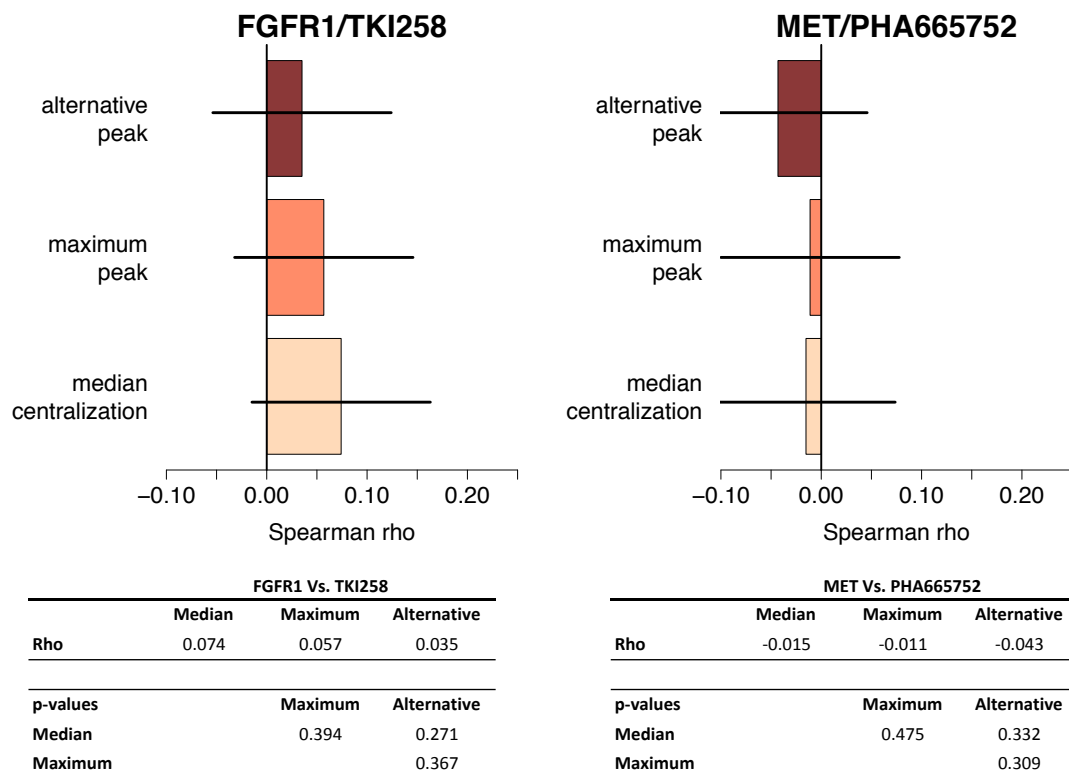 FGFR1/TKI258
alternative
peak
maximum
peak
median
centralization
−0.10 0.00 0.10 0.20
Spearman rho
MET/PHA665752
alternative
peak
maximum
peak
median
centralization
−0.10 0.00 0.10 0.20
Spearman rho
FGFR1 Vs. TKI258
Median Maximum Alternative
Rho 0.074 0.057 0.035
p-values Maximum Alternative
Median 0.394 0.271
Maximum 0.367
MET Vs. PHA665752
Median Maximum Alternative
Rho -0.015 -0.011 -0.043
p-values Maximum Alternative
Median 0.475 0.332
Maximum 0.309